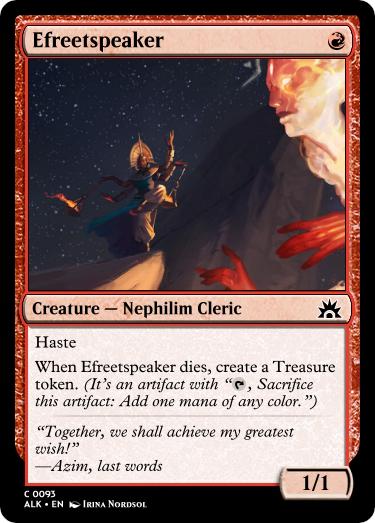 Efreetspeaker
Creature — Nephilim Cleric
Haste
When Efreetspeaker dies, create a Treasure
token. (It's an artifact with “, Sacrifice
this artifact: Add one mana of any color.”)
“Together, we shall achieve my greatest
wish!”
—Azim, last words
1/1
C 0093
ALK • EN Irina Nordsol